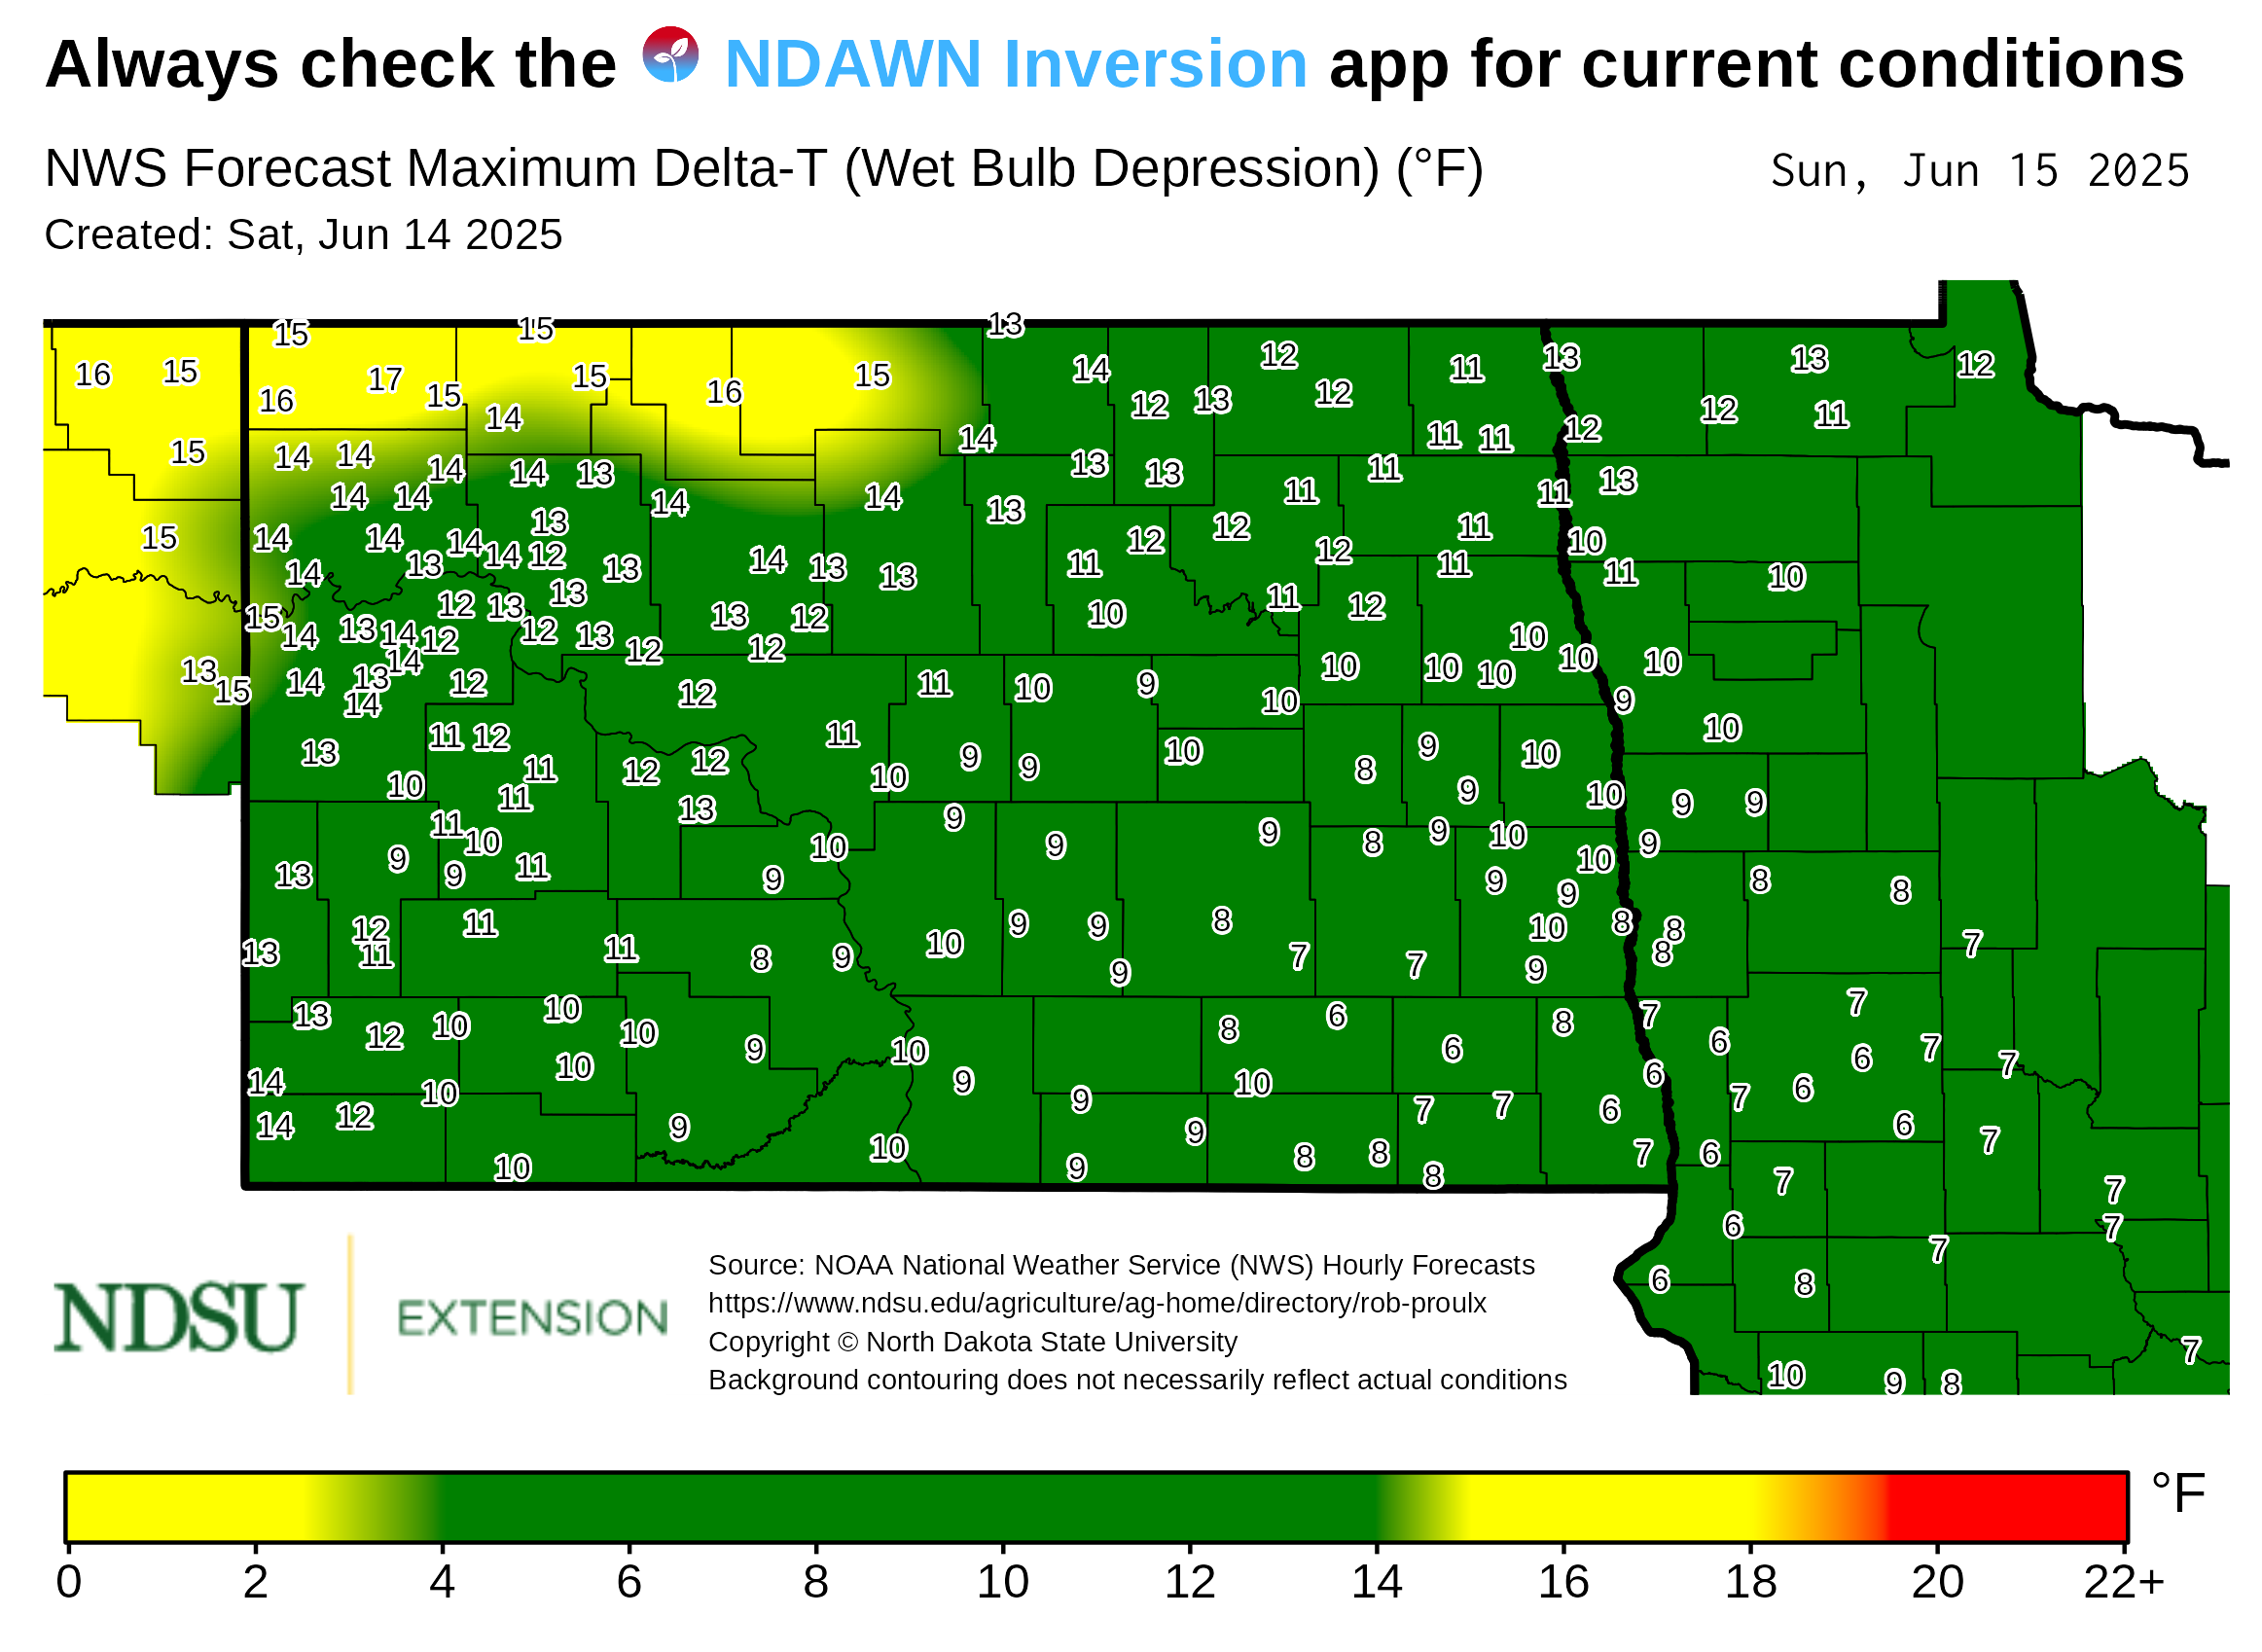 Always check the NDAWN Inversion app for current conditions
NWS Forecast Maximum Delta-T (Wet Bulb Depression) (°F) Sun, Jun 15 2025
Created: Sat, Jun 14 2025
15 15 13
16 15 17 16 15 15 16 15 14 12 11 13 13 12
12 13 12 12 11
14 14 11 11 12
15 14 14 14 14 13 13 13 11 13
14 14 14 14 13 11 11
15 14 14 14 13 12 12 11 10
14 13 14 12 13 14 13 13 11 12 11 11 10
15 12 13 13 13 12 10 11 12
14 13 14 12 12 13 12 12 10 10 10
13 15 14 13 14 12 11 10 9 10 10 10
14 12 10 9
13 11 12 11 9 9 10 8 9 10 10
10 11 12 12 10 9 10 9 9
11 11 13 9 9 8 9 10 9
13 9 10 9 11 10 9 9 10 8 8
12 11 9 9 8 9 10 8 8
13 11 11 8 9 10 9 7 7 9 8 7
13 12 10 10 10 9 10 8 6 6 8 7 6 7 7
14 10 10 9 9 10 6 7 6 6 7
14 12 9 10 9 9 8 8 7 7 6 7 6 6 7
10 9 8 7 7
6 7 7
6 8
10 9 8 7
NDSU EXTENSION
Source: NOAA National Weather Service (NWS) Hourly Forecasts
https://www.ndsu.edu/agriculture/ag-home/directory/rob-proulx
Copyright © North Dakota State University
Background contouring does not necessarily reflect actual conditions
°F
0 2 4 6 8 10 12 14 16 18 20 22+